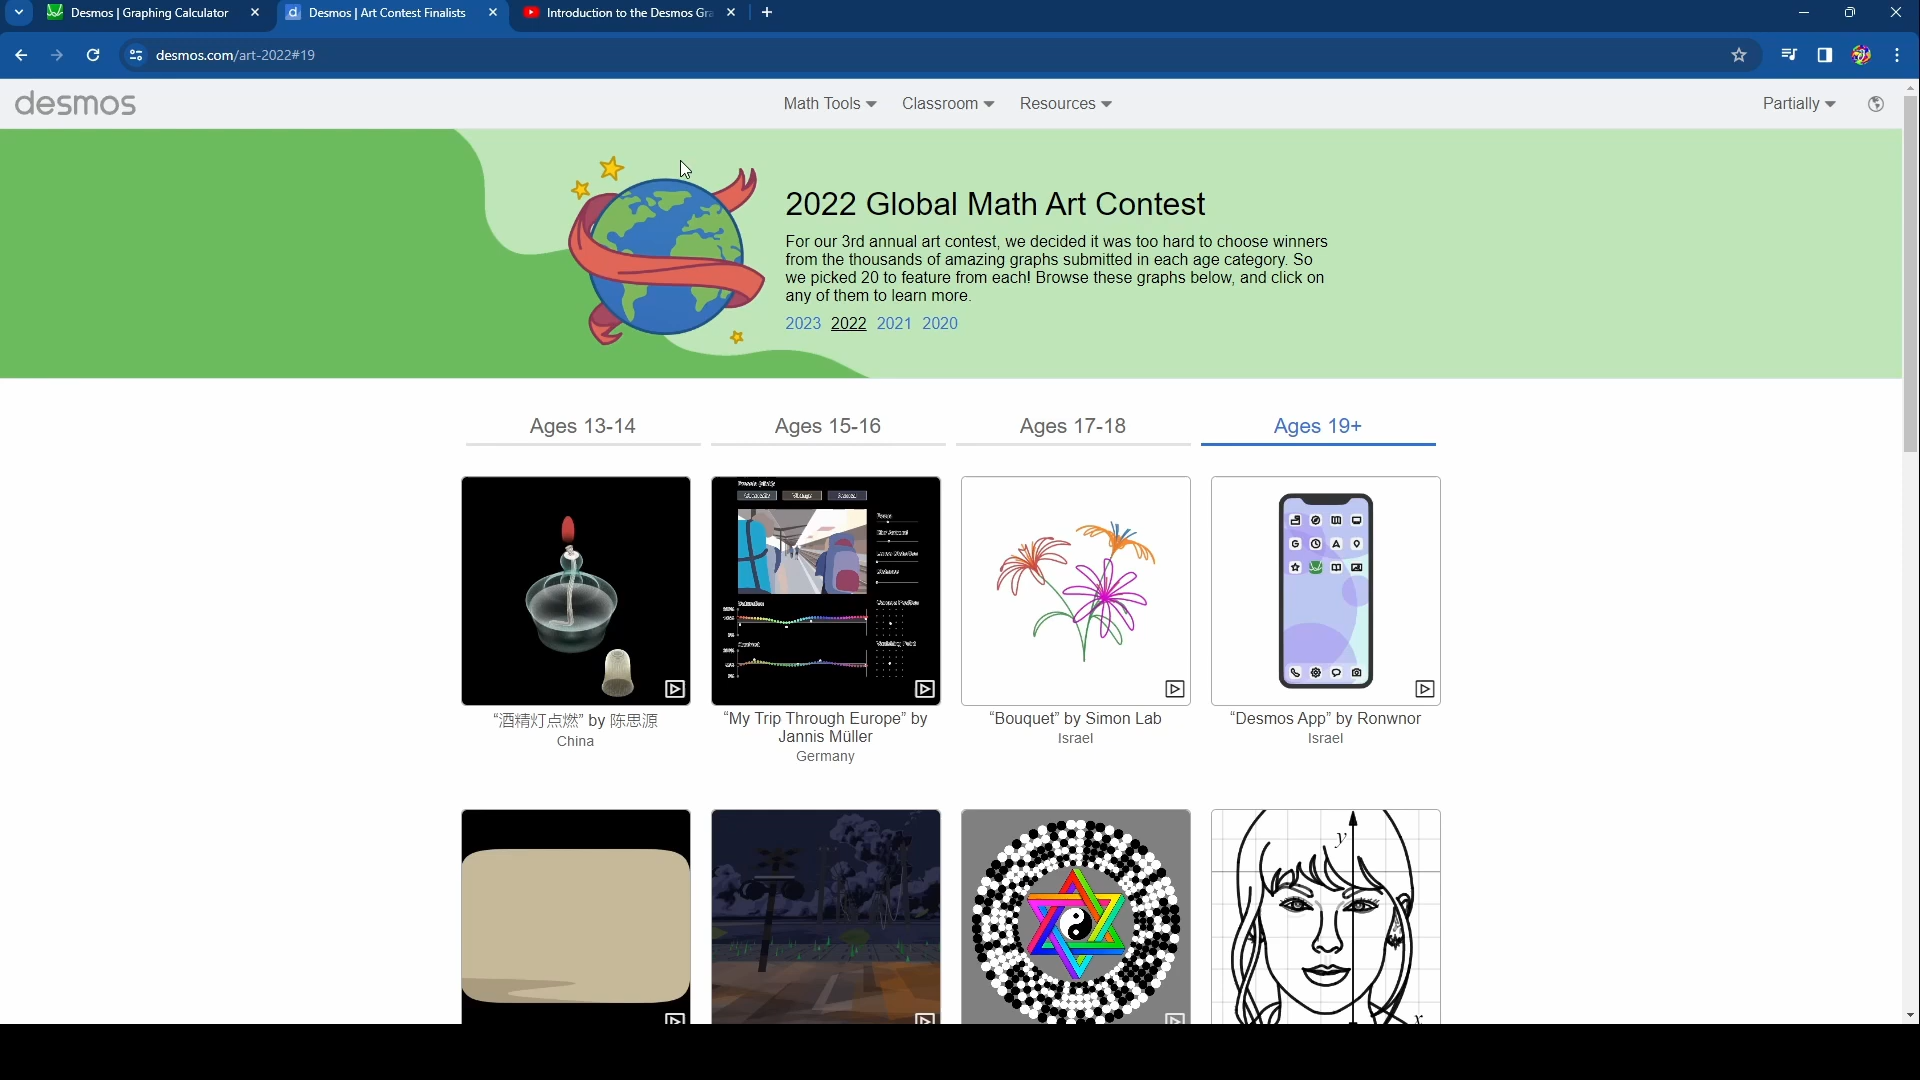 Desmos | Graphing Calculator
Desmos | Art Contest Finalists
Introduction to the Desmos Gra
desmos.com/art-2022#19
desmos
Math Tools
Classroom
Resources
Partially
2022 Global Math Art Contest
For our 3rd annual art contest, we decided it was too hard to choose winners
from the thousands of amazing graphs submitted in each age category. So
we picked 20 to feature from each! Browse these graphs below, and click on
any of them to learn more.
2023 2022 2021 2020
Ages 13-14
Ages 15-16
Ages 17-18
Ages 19+
“酒精灯点燃” by 陈思源
China
“My Trip Through Europe” by
Jannis Müller
Germany
“Bouquet” by Simon Lab
Israel
“Desmos App” by Ronwnor
Israel
y
x